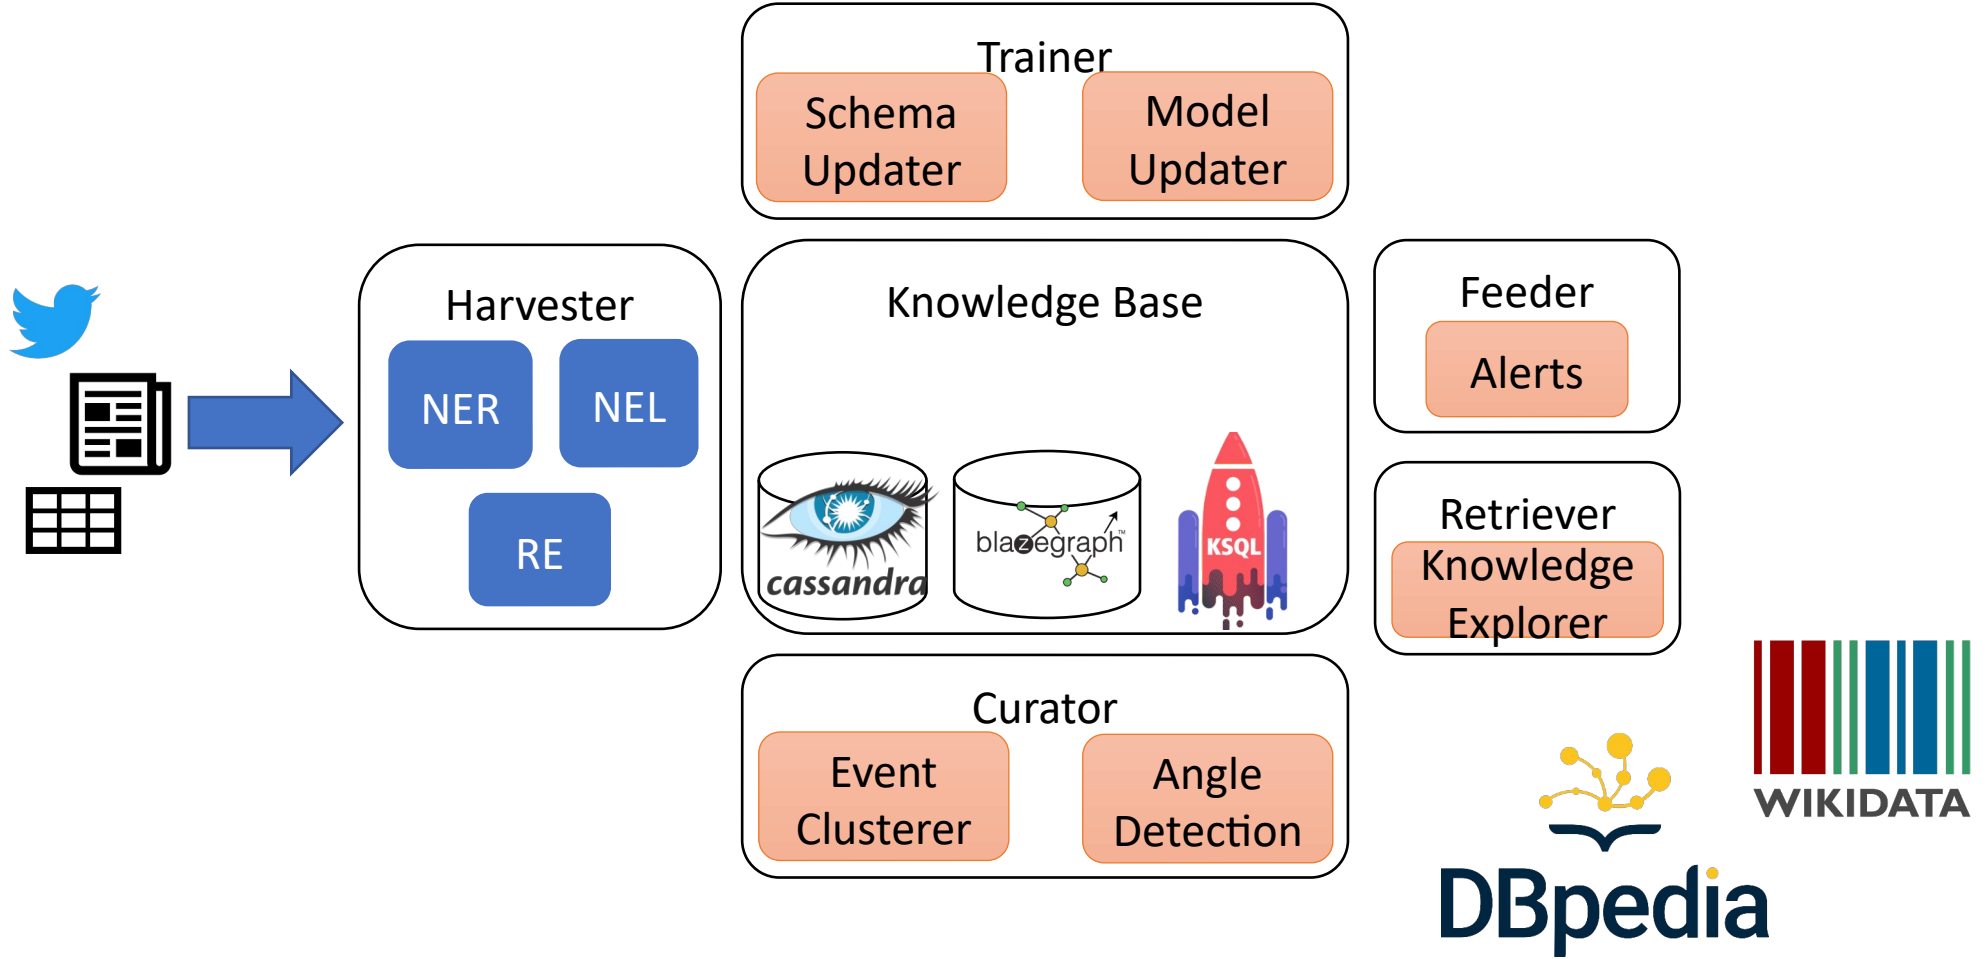 Trainer
Schema
Updater
Model
Updater
Harvester
NER
NEL
RE
Knowledge Base
cassandra
blazegraph™
KSQL
Feeder
Alerts
Retriever
Knowledge
Explorer
Curator
Event
Clusterer
Angle
Detection
WIKIDATA
DBpedia